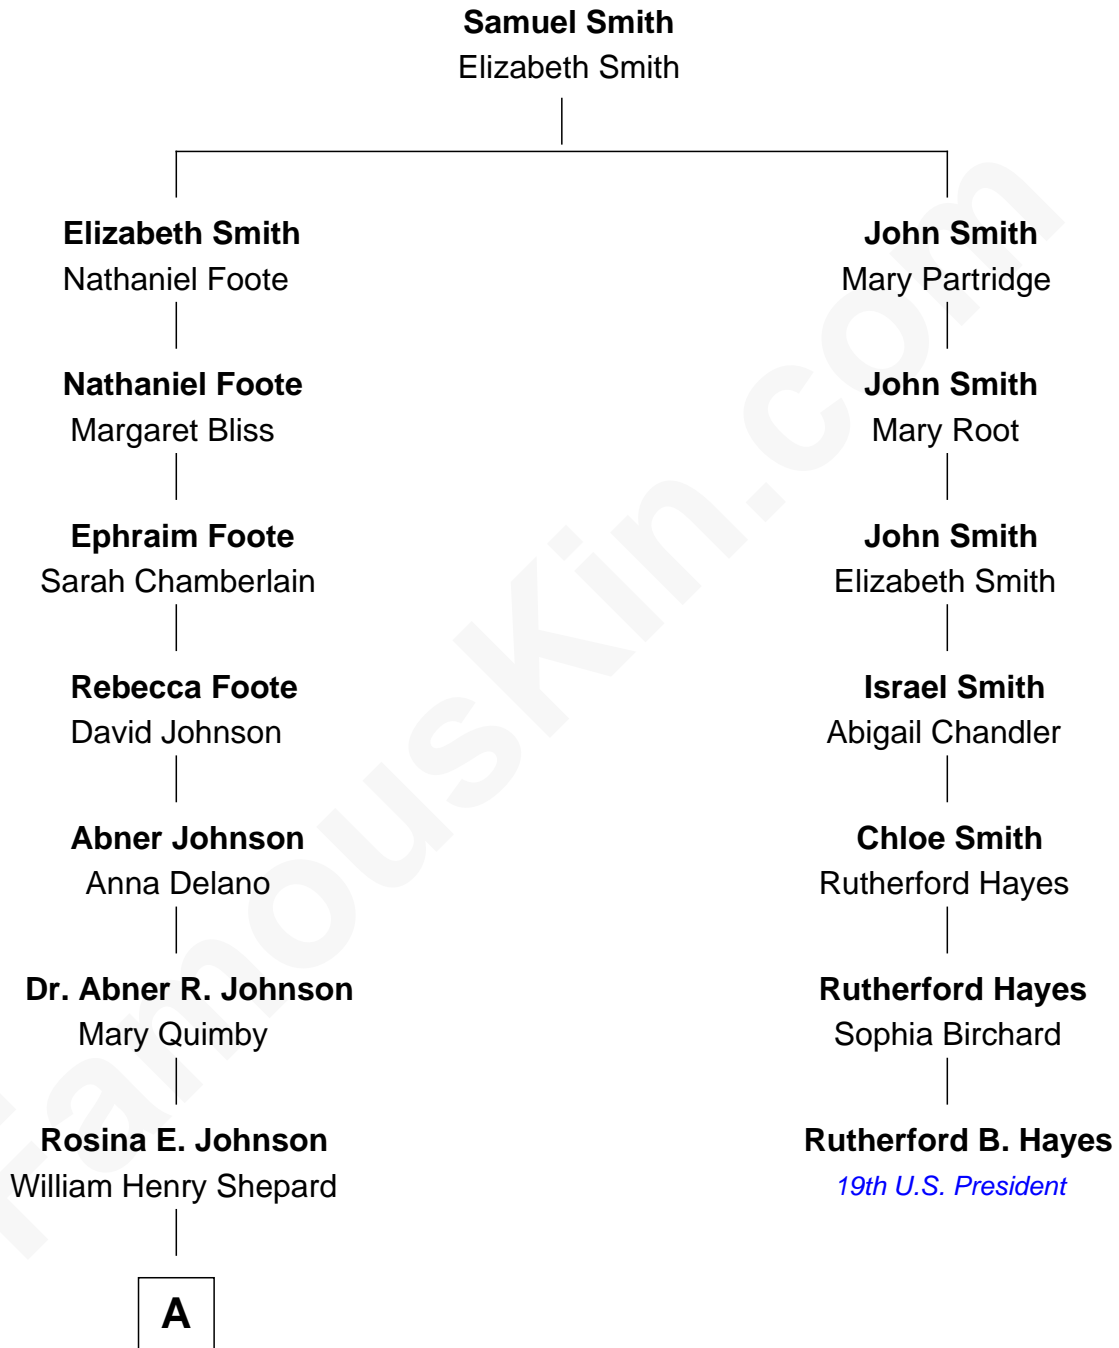 Samuel Smith
Elizabeth Smith
Elizabeth Smith
Nathaniel Foote
John Smith
Mary Partridge
Nathaniel Foote
Margaret Bliss
John Smith
Mary Root
Ephraim Foote
Sarah Chamberlain
John Smith
Elizabeth Smith
Rebecca Foote
David Johnson
Israel Smith
Abigail Chandler
Abner Johnson
Anna Delano
Chloe Smith
Rutherford Hayes
Dr. Abner R. Johnson
Mary Quimby
Rutherford Hayes
Sophia Birchard
Rosina E. Johnson
William Henry Shepard
Rutherford B. Hayes
19th U.S. President
A
FamousKin.com